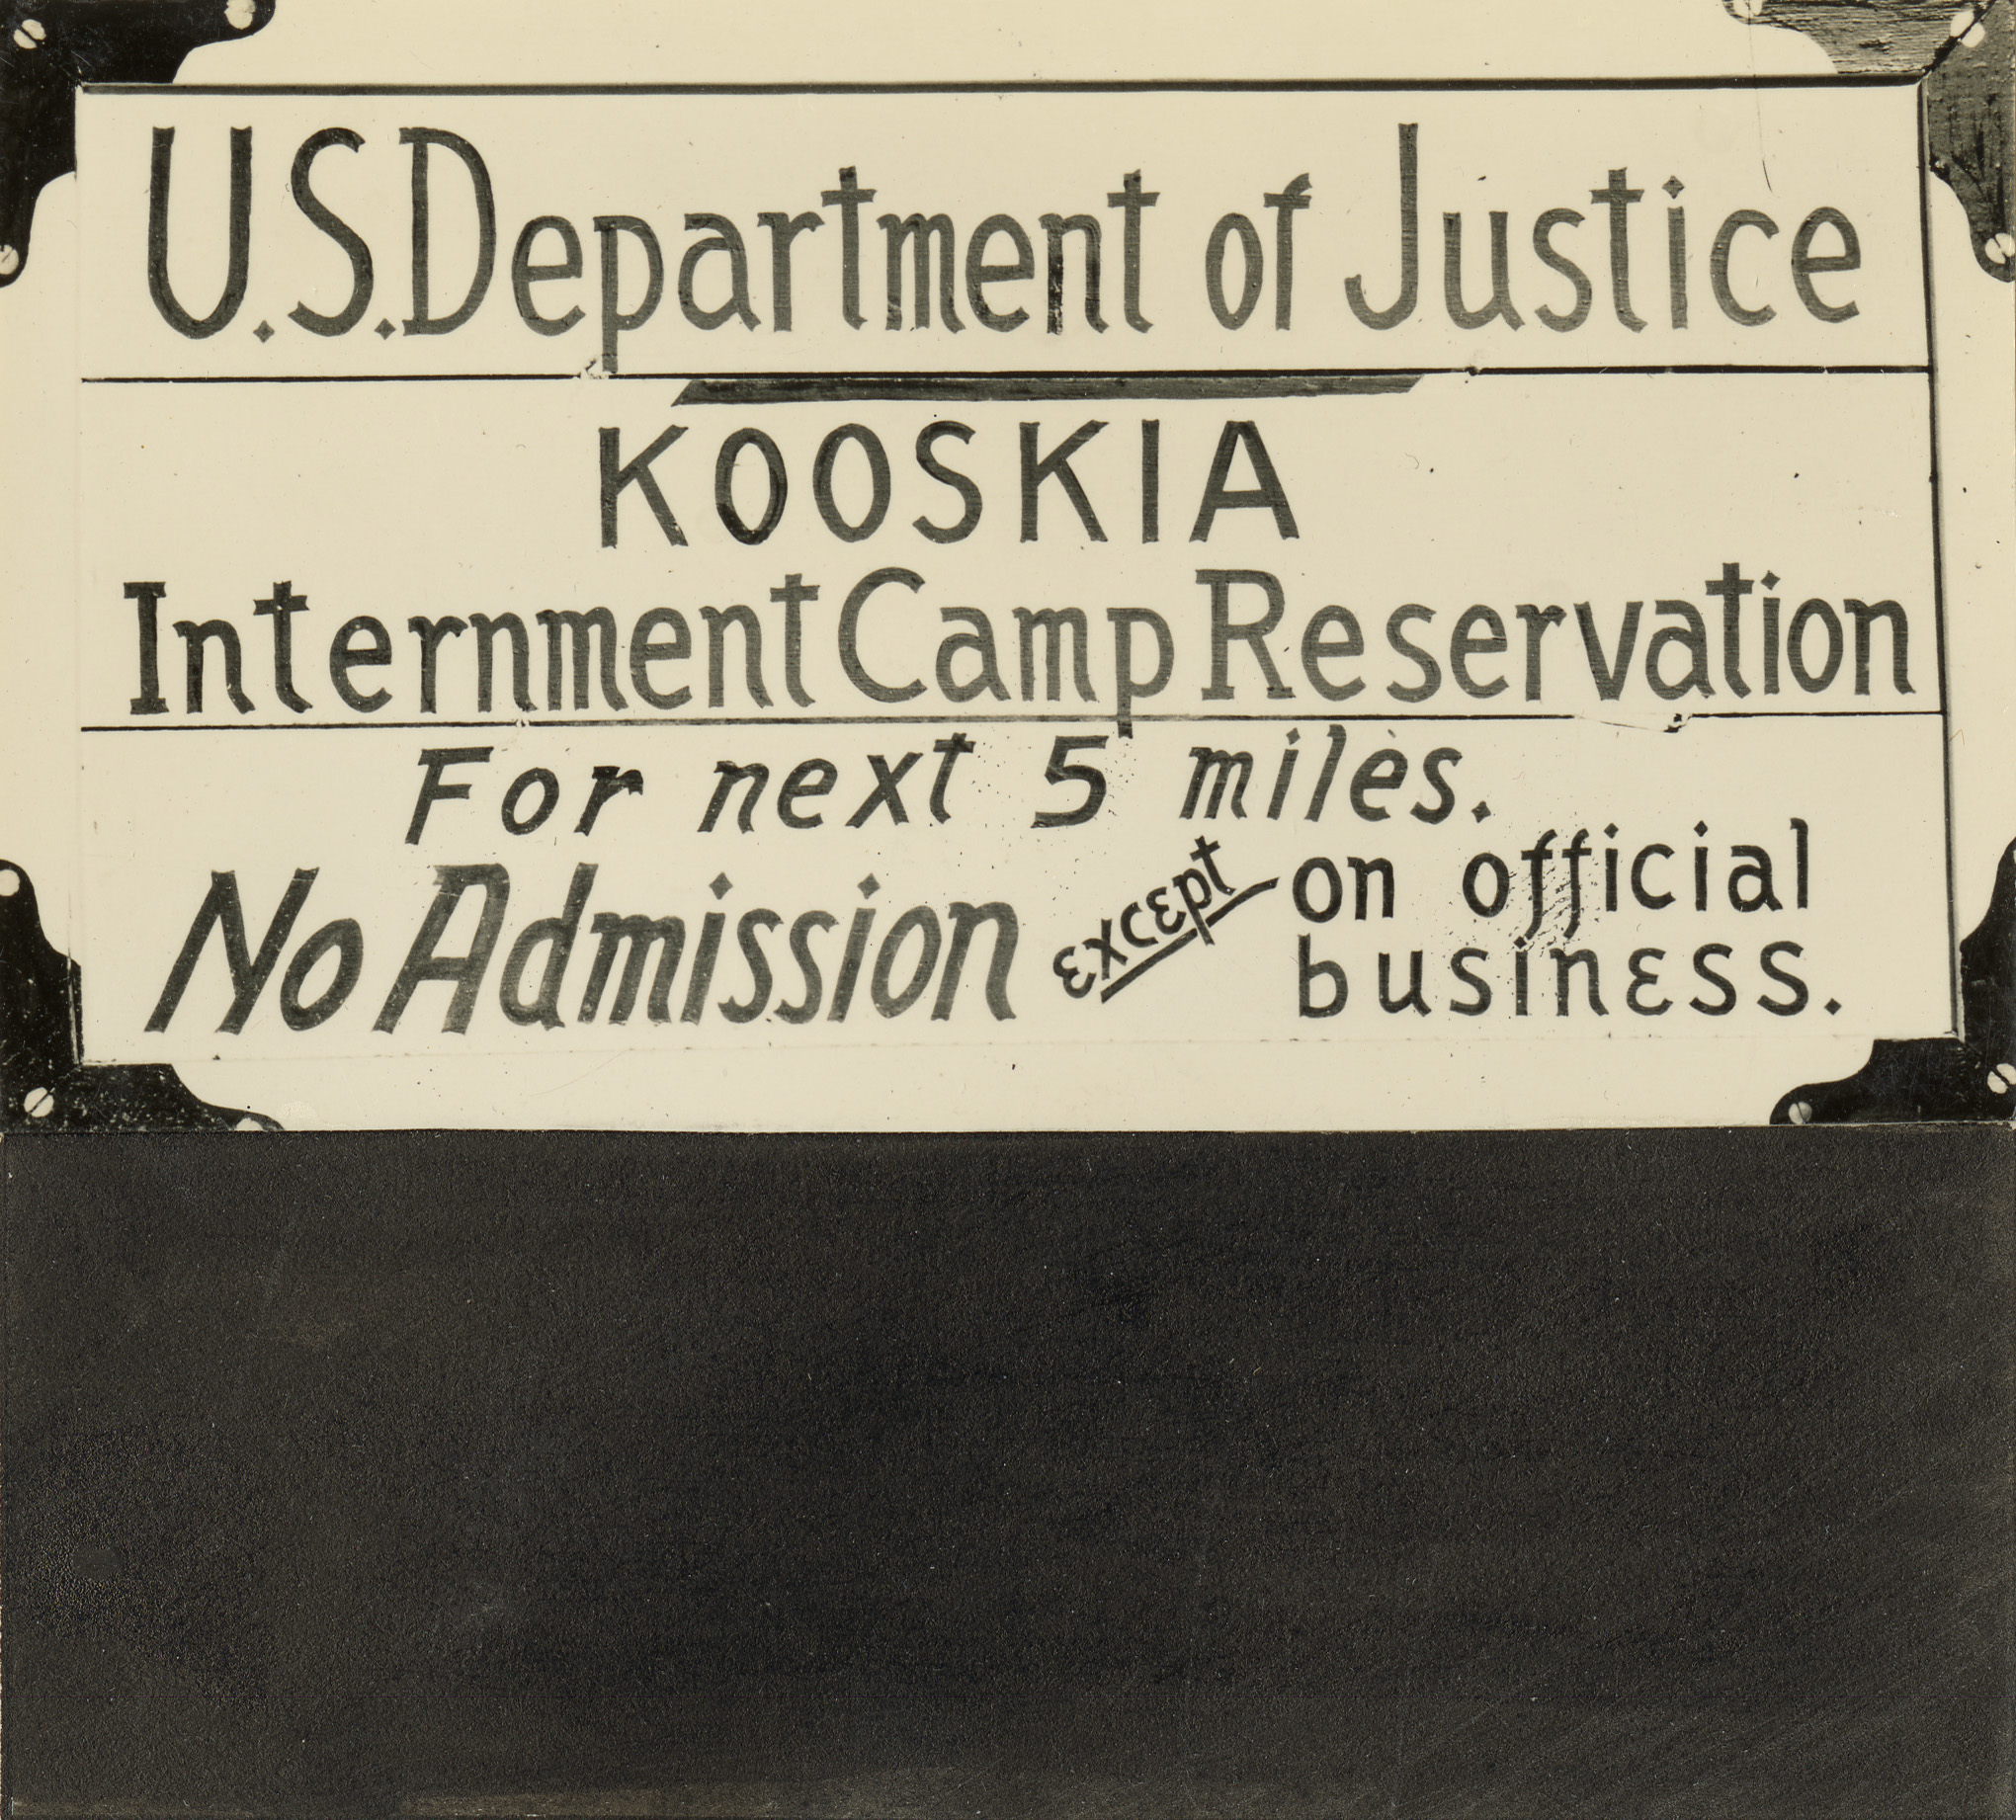 U.S. Department of Justice
KOOSKIA
Internment Camp Reservation
For next 5 miles.
No Admission except on official
business.